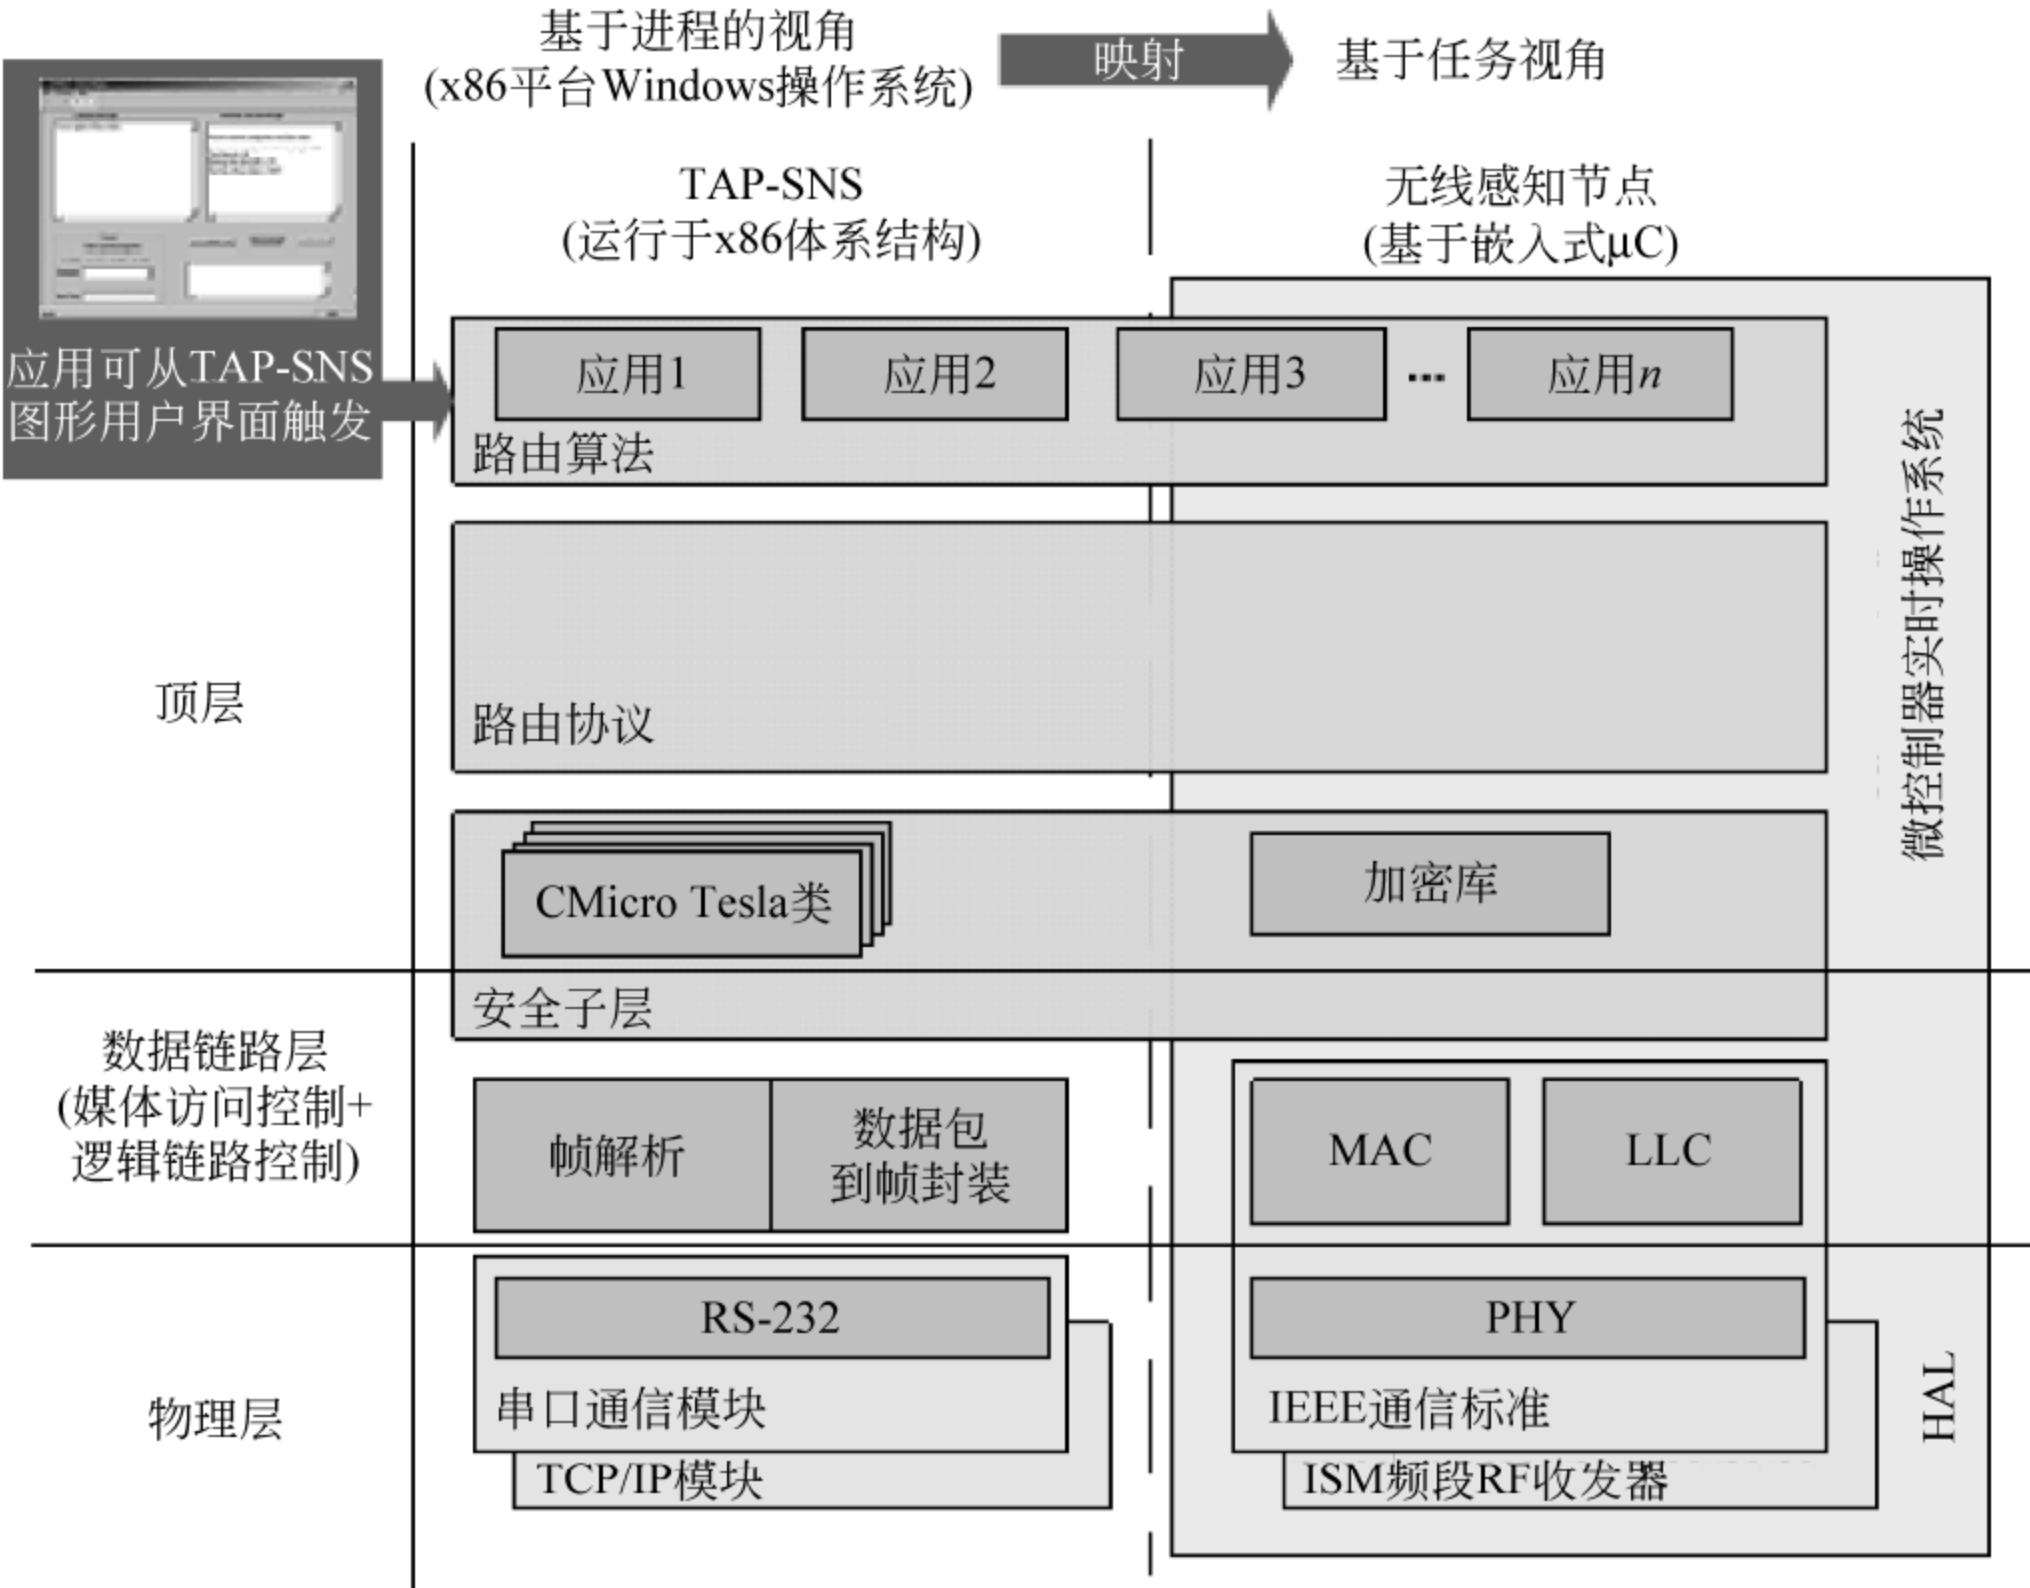 基于进程的视角
(x86平台Windows操作系统)
映射
基于任务视角
TAP-SNS
(运行于x86体系结构)
无线感知节点
(基于嵌入式μC)
应用可从TAP-SNS
图形用户界面触发
应用1
应用2
应用3
···
应用n
路由算法
微控制器实时操作系统
顶层
路由协议
CMicro Tesla类
加密库
安全子层
数据链路层
(媒体访问控制+
逻辑链路控制)
帧解析
数据包
到帧封装
MAC
LLC
物理层
RS-232
串口通信模块
TCP/IP模块
PHY
IEEE通信标准
ISM频段RF收发器
HAL